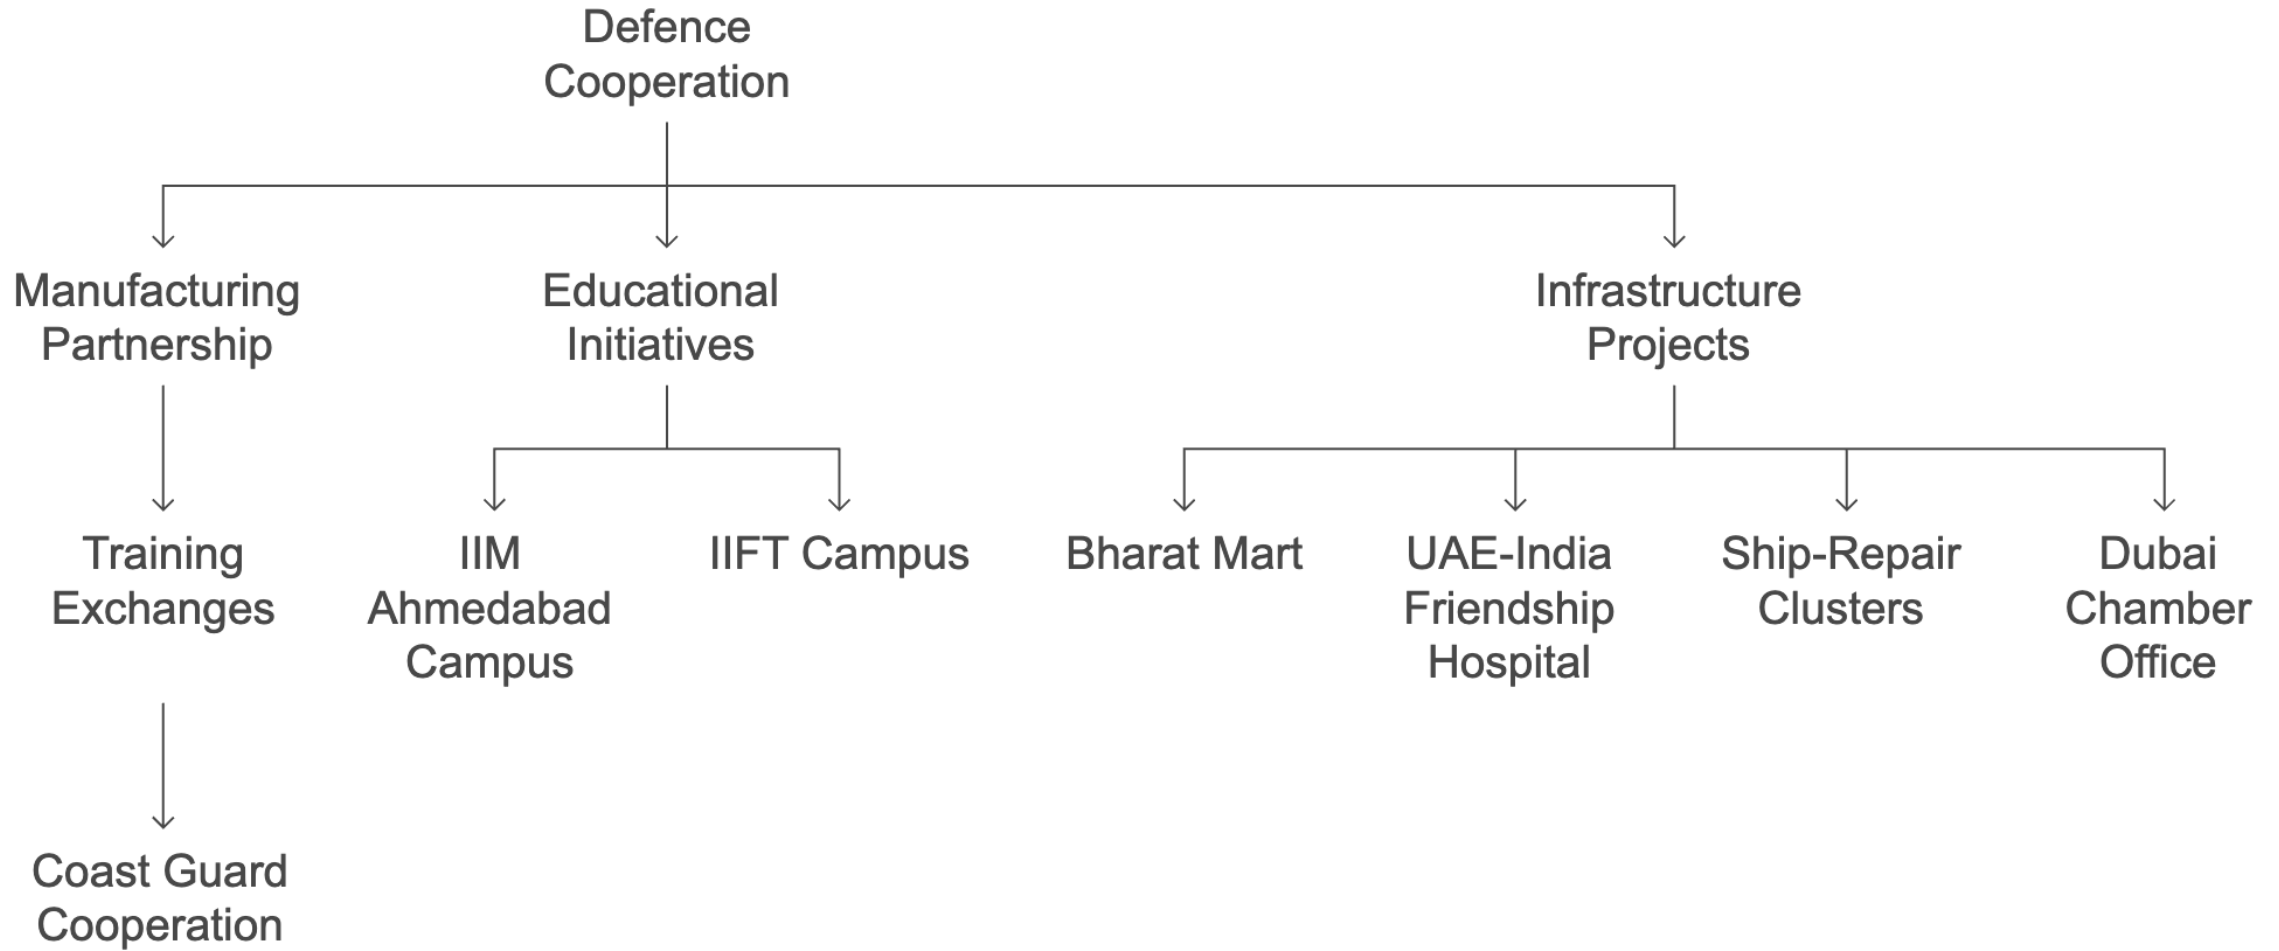 Defence
Cooperation
Manufacturing
Partnership
Educational
Initiatives
Infrastructure
Projects
Training
Exchanges
IIM
Ahmedabad
Campus
IIFT Campus
Bharat Mart
UAE-India
Friendship
Hospital
Ship-Repair
Clusters
Dubai
Chamber
Office
Coast Guard
Cooperation